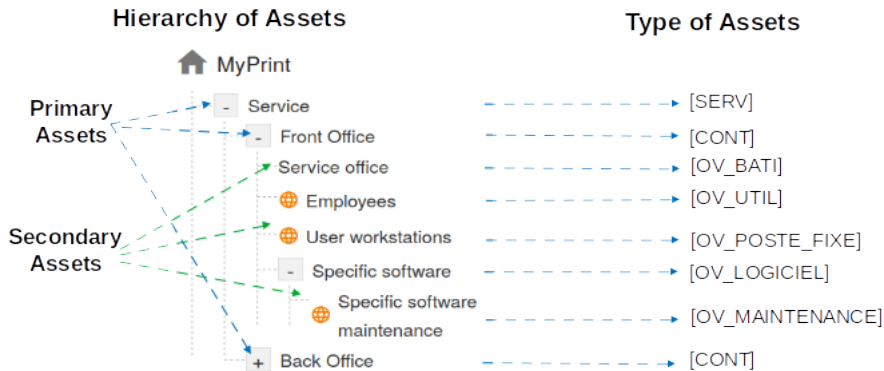 Hierarchy of Assets
Type of Assets
MyPrint
Primary
Assets
- Service
[SERV]
- Front Office
[CONT]
Service office
[OV_BATI]
Employees
[OV_UTIL]
Secondary
Assets
User workstations
[OV_POSTE_FIXE]
- Specific software
[OV_LOGICIEL]
Specific software
maintenance
[OV_MAINTENANCE]
+ Back Office
[CONT]